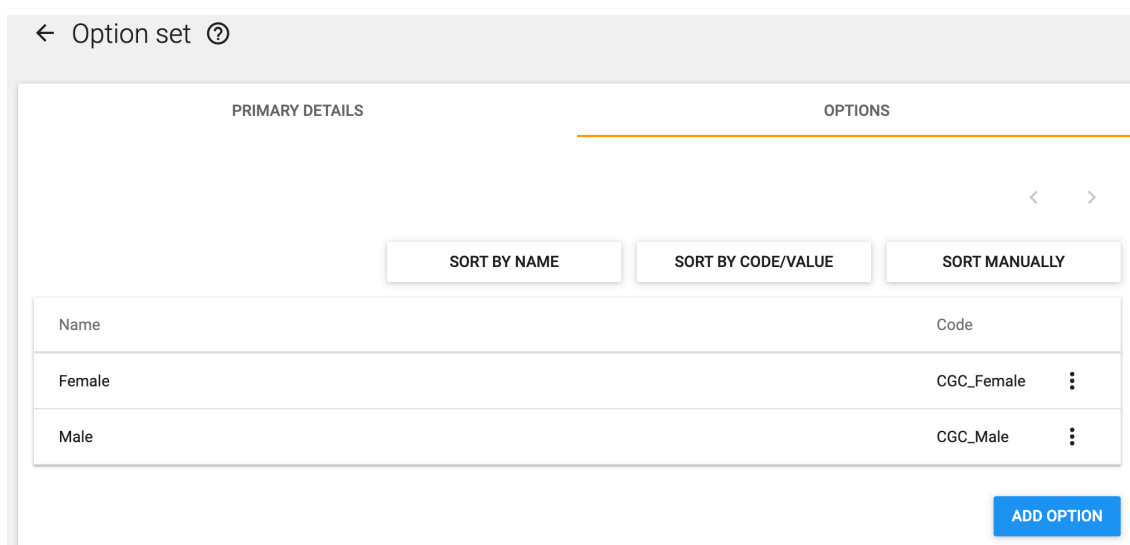 Option set
PRIMARY DETAILS OPTIONS
SORT BY NAME SORT BY CODE/VALUE SORT MANUALLY
Name Code
Female CGC_Female
Male CGC_Male
ADD OPTION